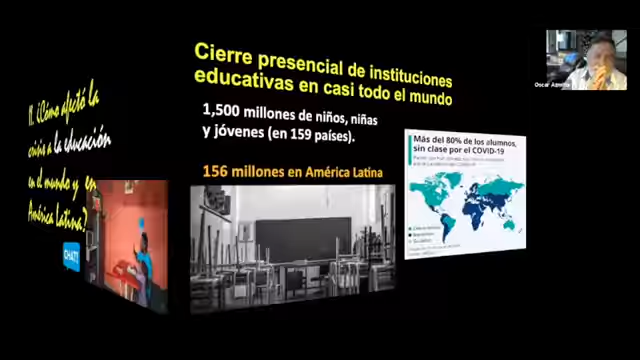 II. ¿Cómo afectó la
crisis a la educación
en el mundo y en
América Latina?
CHAT!
Cierre presencial de instituciones
educativas en casi todo el mundo
1,500 millones de niños, niñas
y jóvenes (en 159 países).
156 millones en América Latina
Más del 80% de los alumnos,
sin clase por el COVID-19
Oscar